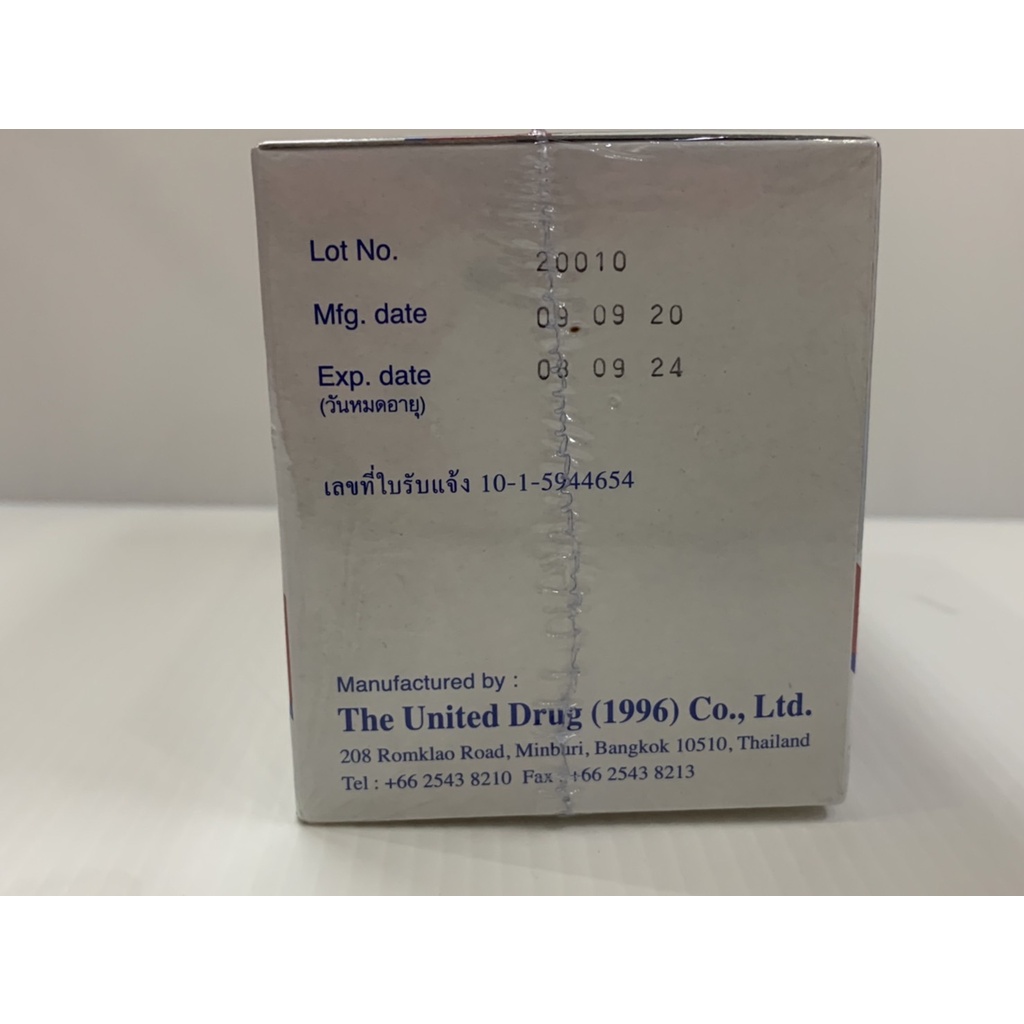 Lot No. 20010
Mfg. date 09 09 20
Exp. date 08 09 24
(วันหมดอายุ)
เลขที่ใบรับแจ้ง 10-1-5944654
Manufactured by :
The United Drug (1996) Co., Ltd.
208 Romklao Road, Minburi, Bangkok 10510, Thailand
Tel : +66 2543 8210 Fax : +66 2543 8213